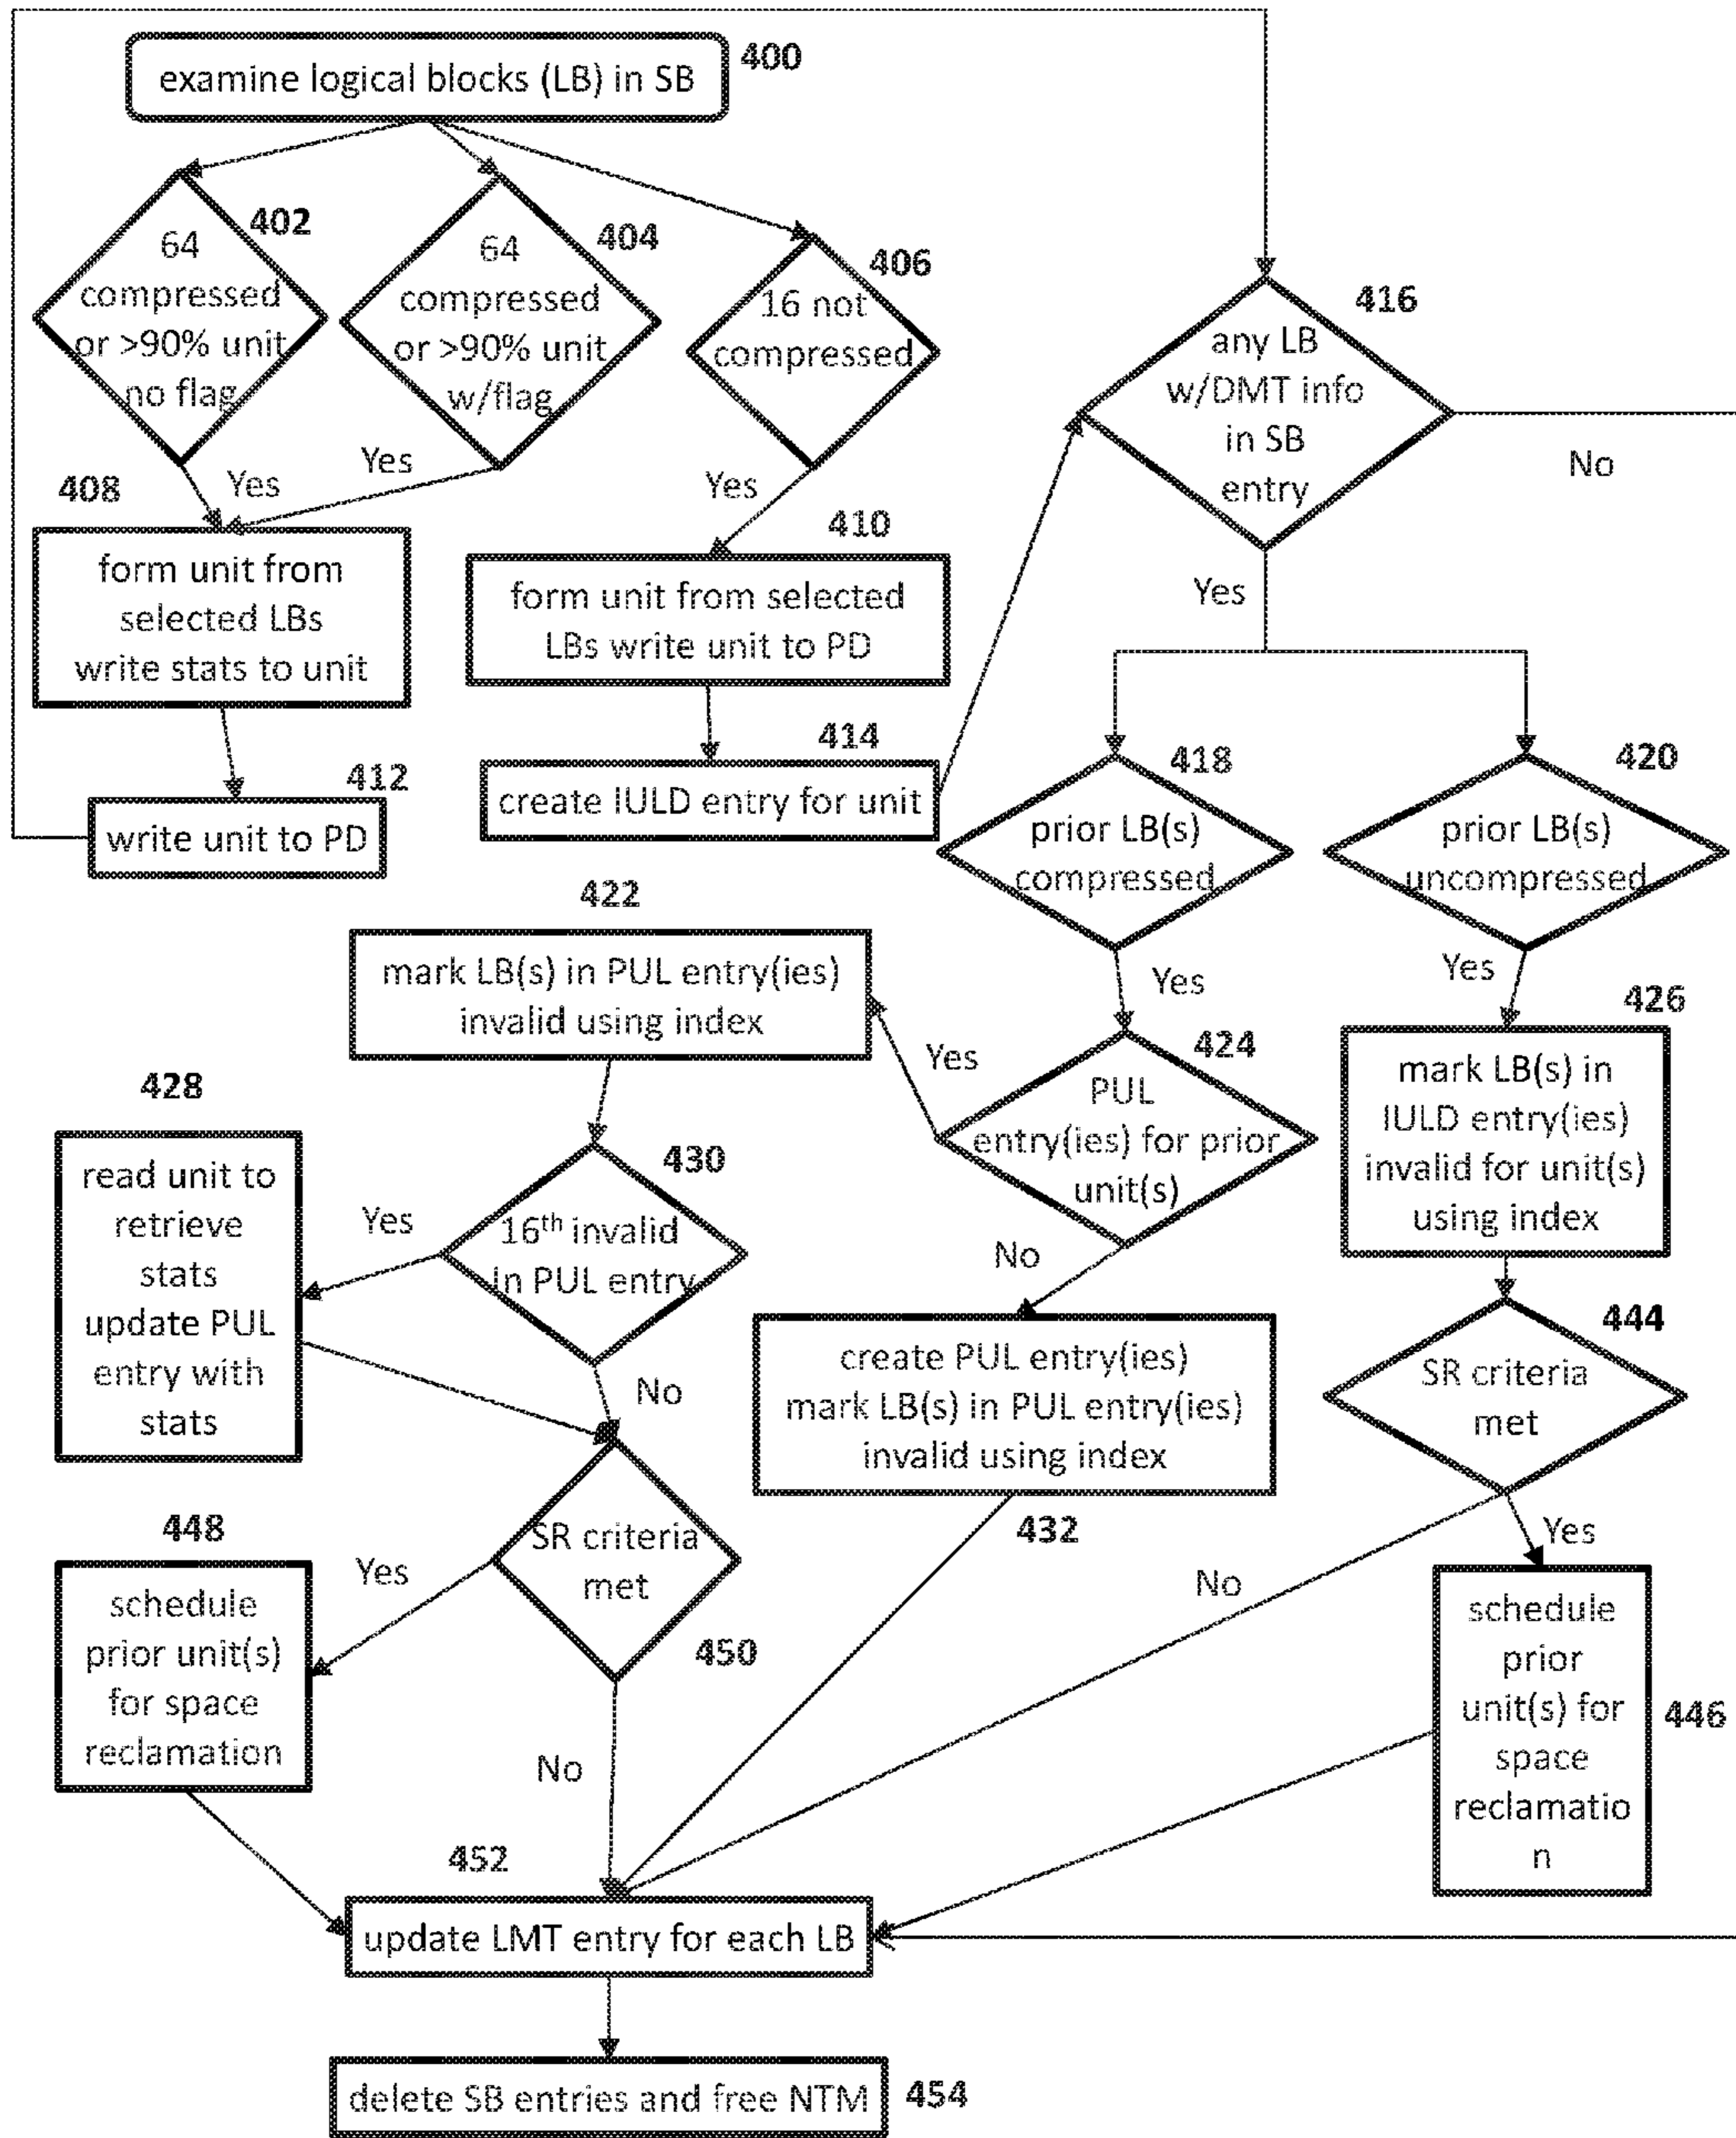 400
examine logical blocks (LB) in SB
402
64
compressed
or >90% unit
no flag
404
64
compressed
or >90% unit
w/flag
406
16 not
compressed
416
any LB
w/DMT info
in SB
entry
No
Yes
Yes
Yes
Yes
408
form unit from
selected LBs
write stats to unit
410
form unit from selected
LBs write unit to PD
412
write unit to PD
414
create IULD entry for unit
418
prior LB(s)
compressed
420
prior LB(s)
uncompressed
422
mark LB(s) in PUL entry(ies)
invalid using index
Yes
Yes
Yes
424
PUL
entry(ies) for prior
unit(s)
426
mark LB(s) in
IULD entry(ies)
invalid for unit(s)
using index
428
read unit to
retrieve
stats
update PUL
entry with
stats
Yes
430
16th invalid
in PUL entry
No
No
create PUL entry(ies)
mark LB(s) in PUL entry(ies)
invalid using index
432
444
SR criteria
met
448
schedule
prior unit(s)
for space
reclamation
Yes
SR criteria
met
450
No
No
Yes
schedule
prior
unit(s) for
space
reclamatio
n
446
452
update LMT entry for each LB
delete SB entries and free NTM
454